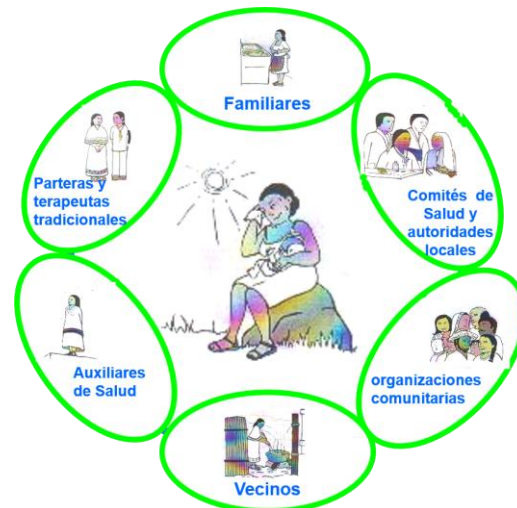 Familiares
Comités de
Salud y
autoridades
locales
organizaciones
comunitarias
Vecinos
Auxiliares
de Salud
Parteras y
terapeutas
tradicionales